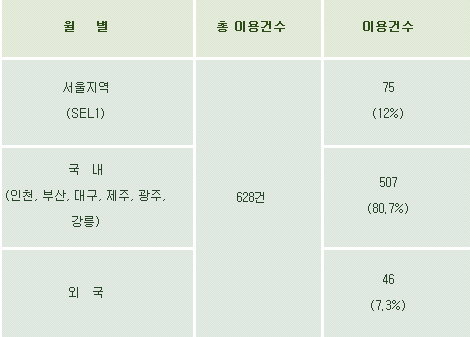 월 별
총 이용건수
이용건수
서울지역
(SEL1)
628건
75
(12%)
국 내
(인천, 부산, 대구, 제주, 광주,
강릉)
507
(80.7%)
외 국
46
(7.3%)